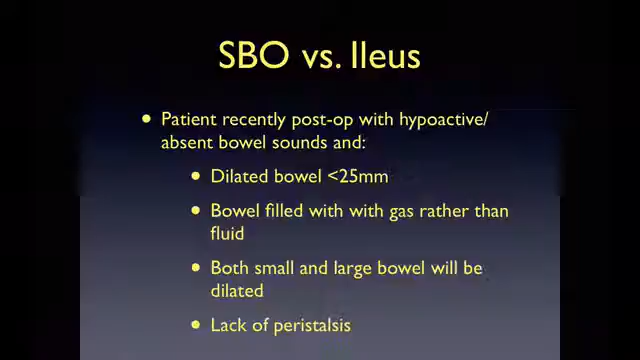 SBO vs. Ileus
• Patient recently post-op with hypoactive/
absent bowel sounds and:
• Dilated bowel <25mm
• Bowel filled with with gas rather than
fluid
• Both small and large bowel will be
dilated
• Lack of peristalsis